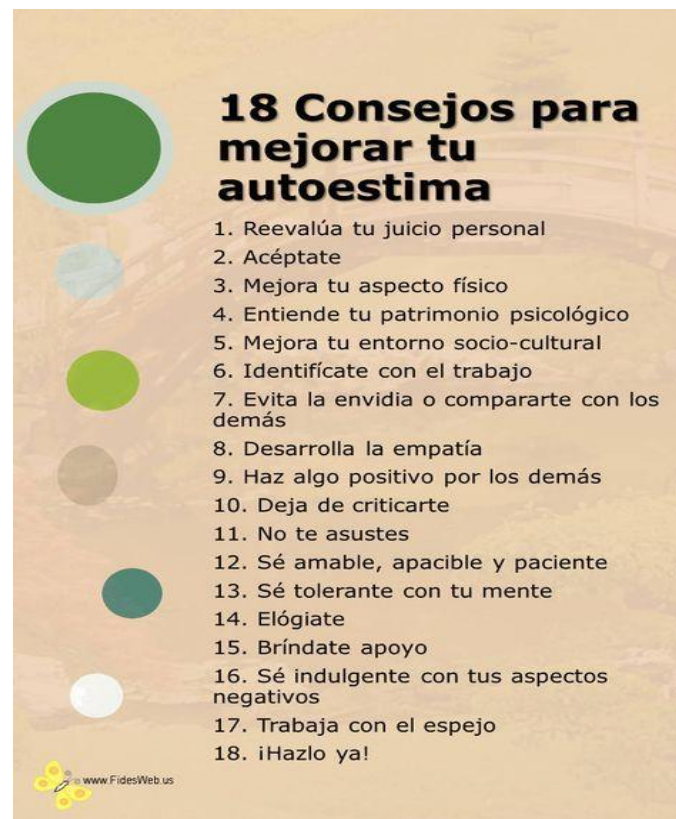 18 Consejos para
mejorar tu
autoestima
1. Reevalúa tu juicio personal
2. Acéptate
3. Mejora tu aspecto físico
4. Entiende tu patrimonio psicológico
5. Mejora tu entorno socio-cultural
6. Identifícate con el trabajo
7. Evita la envidia o compararte con los
demás
8. Desarrolla la empatía
9. Haz algo positivo por los demás
10. Deja de criticarte
11. No te asustes
12. Sé amable, apacible y paciente
13. Sé tolerante con tu mente
14. Elógiate
15. Bríndate apoyo
16. Sé indulgente con tus aspectos
negativos
17. Trabaja con el espejo
18. ¡Hazlo ya!
www.FidesWeb.us